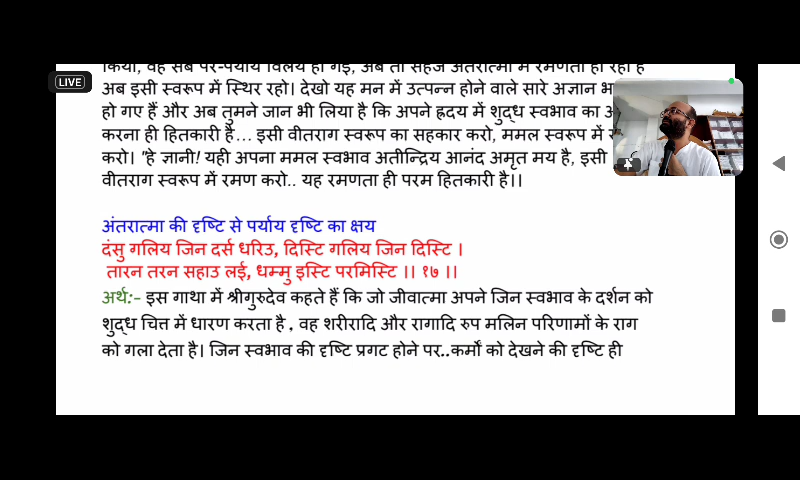 किया, वह सब पर-पर्याय विलय हो गई, अब तो सहज अंतरात्मा में रमणता हो रही है
LIVE
अब इसी स्वरूप में स्थिर रहो। देखो यह मन में उत्पन्न होने वाले सारे अज्ञान
हो गए हैं और अब तुमने जान भी लिया है कि अपने ह्रदय में शुद्ध स्वभाव का
करना ही हितकारी है... इसी वीतराग स्वरूप का सहकार करो, ममल स्वरूप में
करो। "हे ज्ञानी! यही अपना ममल स्वभाव अतीन्द्रिय आनंद अमृत मय है, इसी
वीतराग स्वरूप में रमण करो.. यह रमणता ही परम हितकारी है।।
अंतरात्मा की दृष्टि से पर्याय दृष्टि का क्षय
दंसु गलिय जिन दर्स धरिउ, दिस्टि गलिय जिन दिस्टि ।
तारन तरन सहाउ लई, धम्मु इस्टि परमिस्टि ।। १७ ।।
अर्थ:- इस गाथा में श्रीगुरुदेव कहते हैं कि जो जीवात्मा अपने जिन स्वभाव के दर्शन को
शुद्ध चित्त में धारण करता है , वह शरीरादि और रागादि रुप मलिन परिणामों के राग
को गला देता है। जिन स्वभाव की दृष्टि प्रगट होने पर..कर्मों को देखने की दृष्टि ही